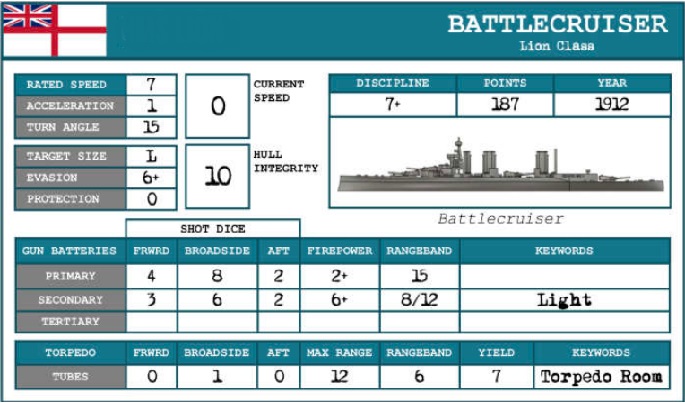 BATTLECRUISER
Lion Class
RATED SPEED 7
ACCELERATION 1
TURN ANGLE 15
0 CURRENT SPEED
DISCIPLINE POINTS YEAR
7+ 187 1912
TARGET SIZE L
EVASION 6+
PROTECTION 0
10 HULL INTEGRITY
Battlecruiser
SHOT DICE
GUN BATTERIES FRWRD BROADSIDE AFT FIREPOWER RANGEBAND KEYWORDS
PRIMARY 4 8 2 2+ 15
SECONDARY 3 6 2 6+ 8/12 Light
TERTIARY
TORPEDO FRWRD BROADSIDE AFT MAX RANGE RANGEBAND YIELD KEYWORDS
TUBES 0 1 0 12 6 7 Torpedo Room